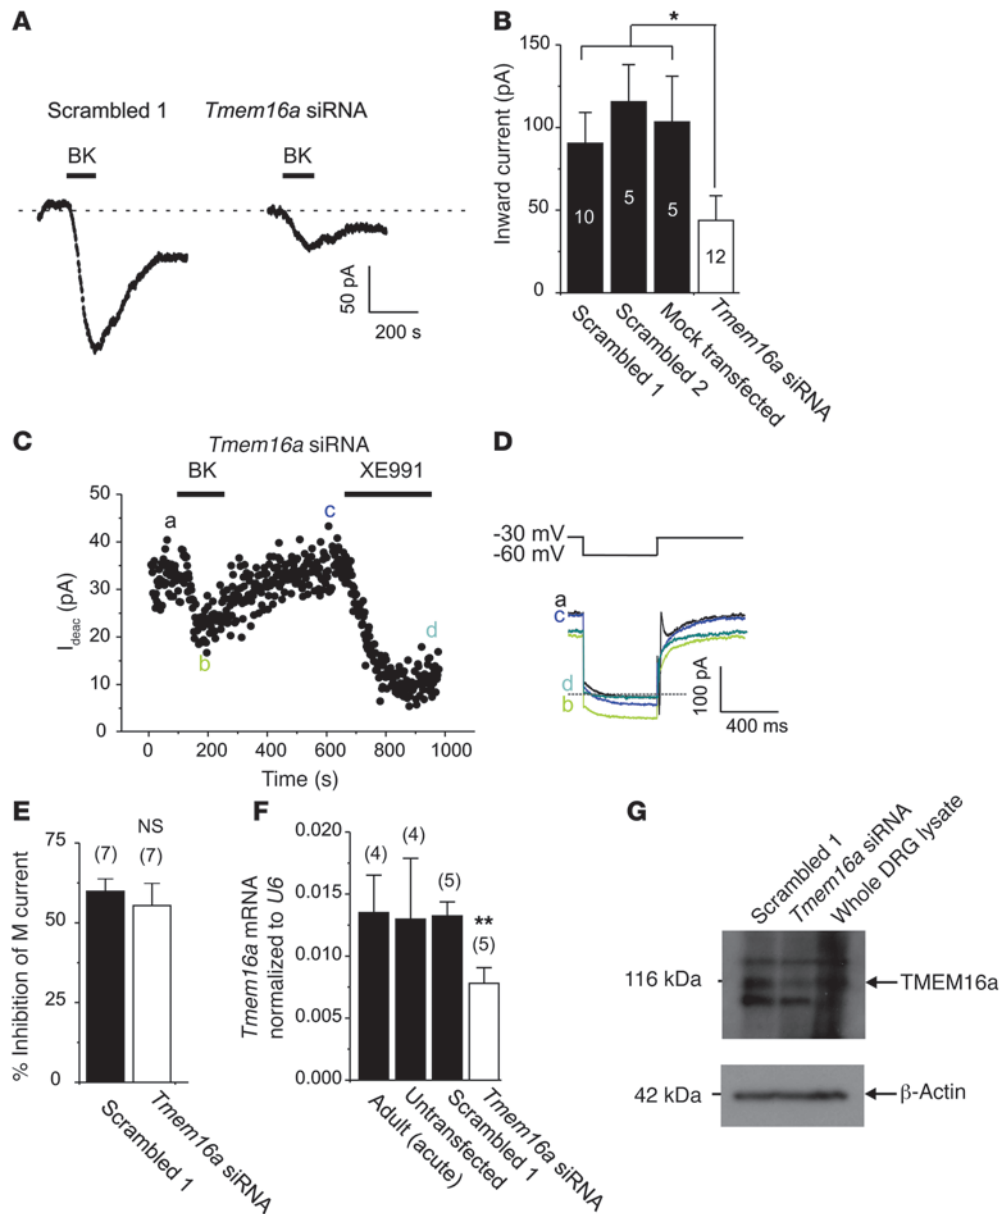 A
Scrambled 1
Tmem16a siRNA
BK
BK
50 pA
200 s
B
*
Inward current (pA)
150
100
50
0
10
5
5
12
Scrambled 1
Scrambled 2
Mock transfected
Tmem16a siRNA
C
Tmem16a siRNA
BK
XE991
I deac (pA)
50
40
30
20
10
0
a
b
c
d
0
200
400
600
800
1000
Time (s)
D
-30 mV
-60 mV
a
c
d
b
100 pA
400 ms
E
NS
(7)
(7)
% Inhibition of M current
75
50
25
0
Scrambled 1
Tmem16a siRNA
F
Tmem16a mRNA
normalized to U6
0.020
0.015
0.010
0.005
0.000
(4)
(4)
(5)
**
(5)
Adult (acute)
Untransfected
Scrambled 1
Tmem16a siRNA
G
Scrambled 1
Tmem16a siRNA
Whole DRG lysate
116 kDa
TMEM16a
42 kDa
β-Actin